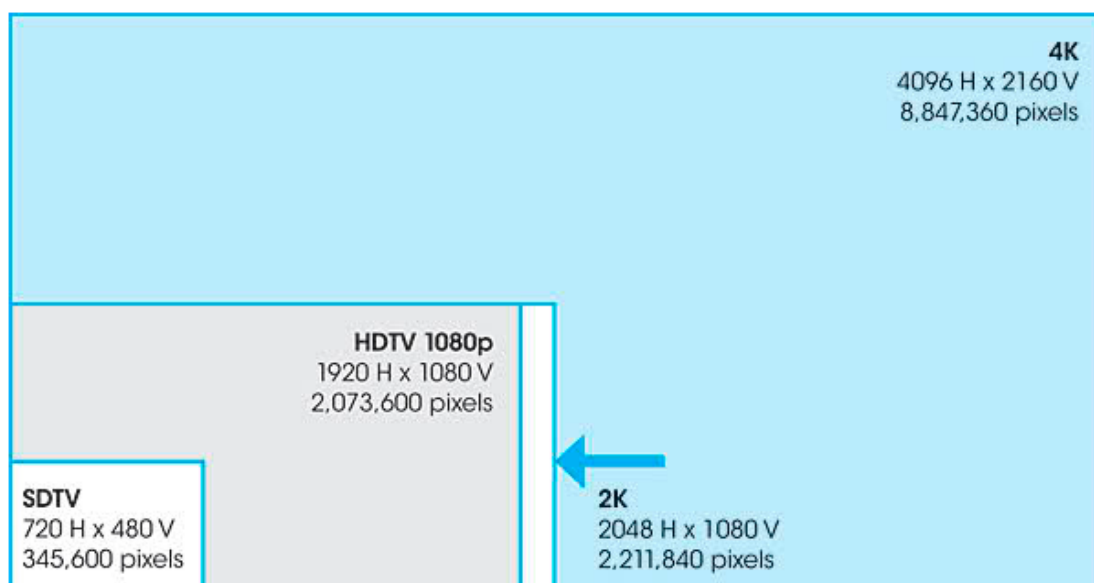 4K
4096 H x 2160 V
8,847,360 pixels
HDTV 1080p
1920 H x 1080 V
2,073,600 pixels
SDTV
720 H x 480 V
345,600 pixels
2K
2048 H x 1080 V
2,211,840 pixels